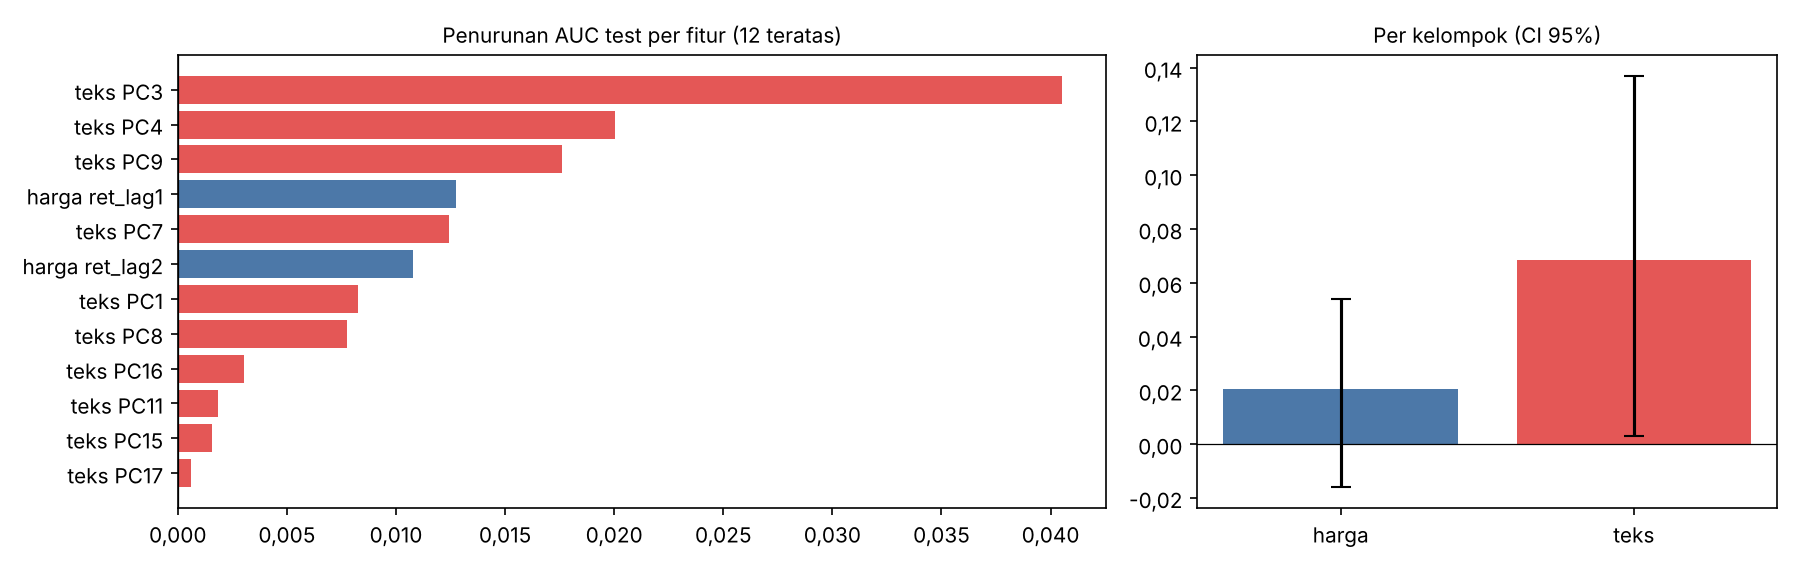 Penurunan AUC test per fitur (12 teratas)
teks PC3
teks PC4
teks PC9
harga ret_lag1
teks PC7
harga ret_lag2
teks PC1
teks PC8
teks PC16
teks PC11
teks PC15
teks PC17
0,000 0,005 0,010 0,015 0,020 0,025 0,030 0,035 0,040
Per kelompok (CI 95%)
0,14
0,12
0,10
0,08
0,06
0,04
0,02
0,00
-0,02
harga teks